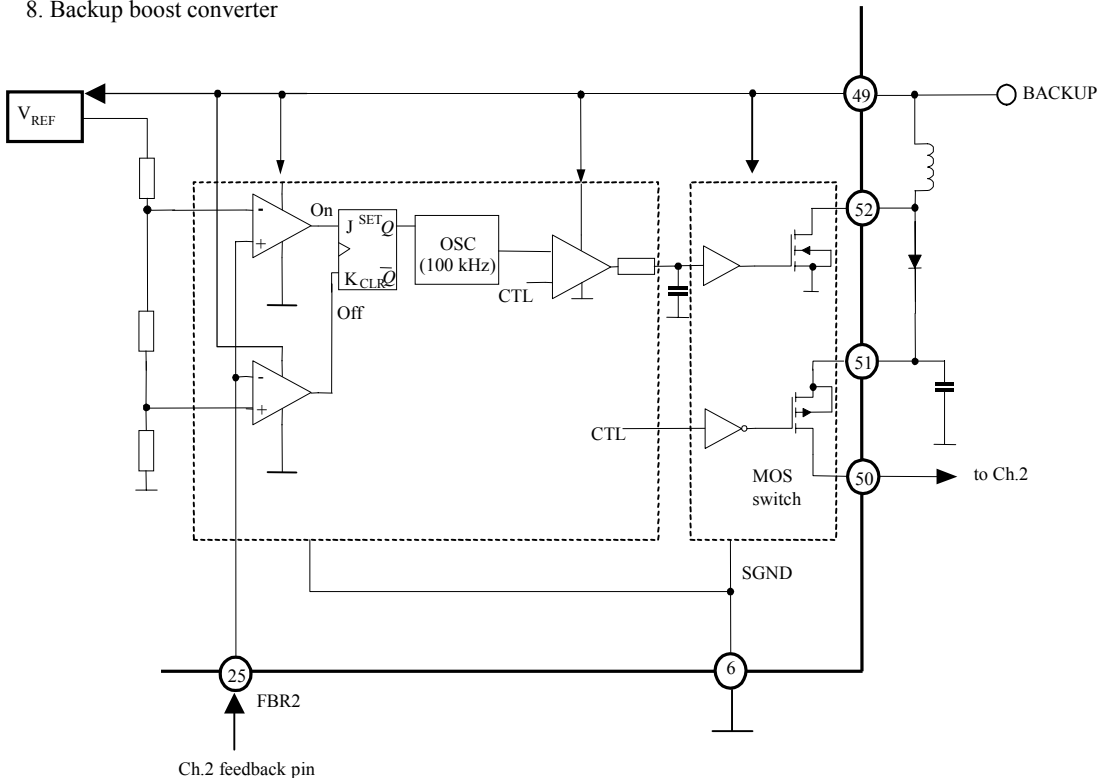 8. Backup boost converter
49
BACKUP
VREF
52
On
J SET Q
OSC
(100 kHz)
K CLR Q̅
CTL
Off
-
+
-
+
51
CTL
MOS
switch
50
to Ch.2
SGND
25
6
FBR2
Ch.2 feedback pin